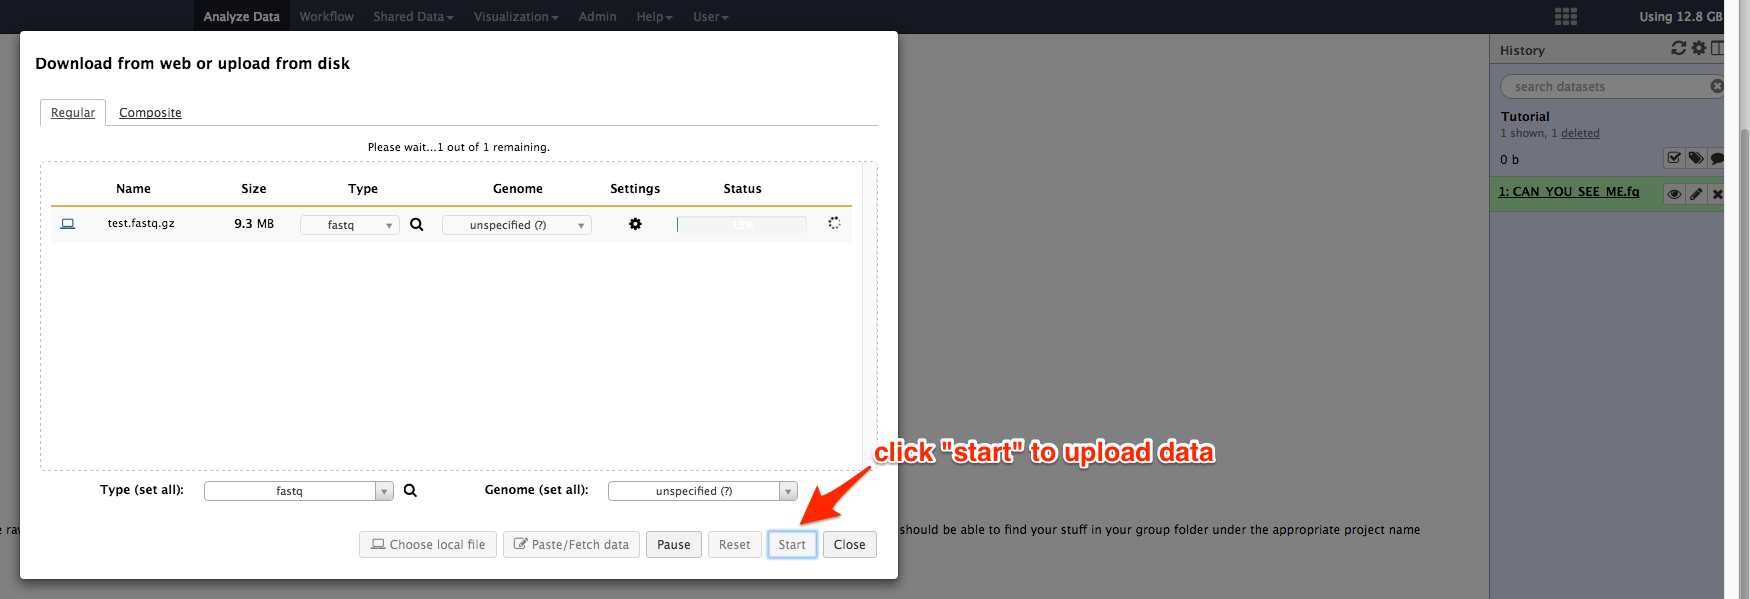 Analyze Data Workflow Shared Data Visualization Admin Help User Using 12.8 GB
Download from web or upload from disk
Regular Composite
Please wait...1 out of 1 remaining.
Name Size Type Genome Settings Status
test.fastq.gz 9.3 MB fastq unspecified (?) 15%
click "start" to upload data
Type (set all): fastq Genome (set all): unspecified (?)
should be able to find your stuff in your group folder under the appropriate project name
Choose local file Paste/Fetch data Pause Reset Start Close
History
search datasets
Tutorial
1 shown, 1 deleted
0 b
1: CAN_YOU_SEE_ME.fq